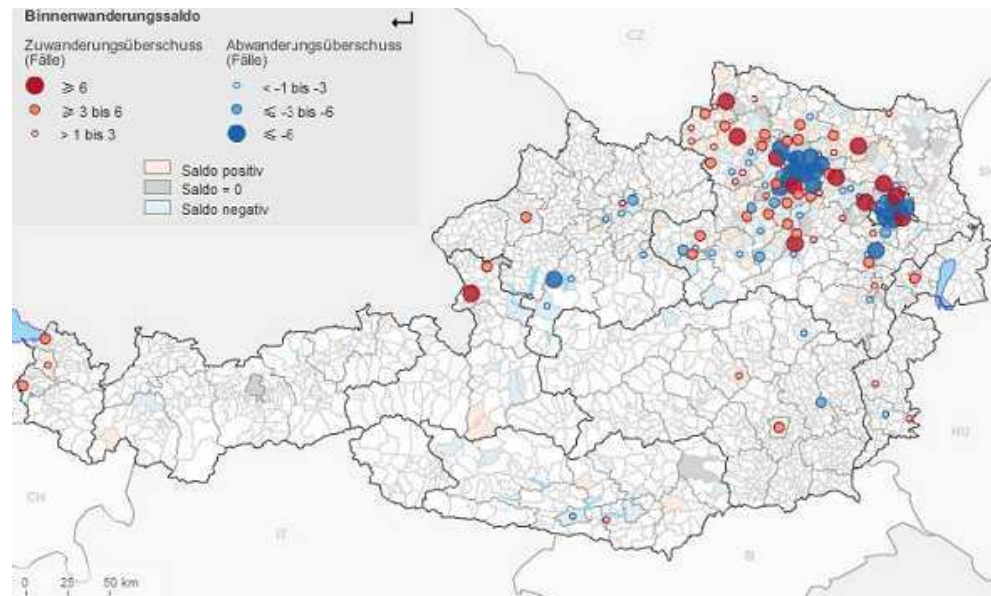 Binnenwanderungssaldo
Zuwanderungsüberschuss
(Fälle)
≥ 6
≥ 3 bis 6
> 1 bis 3
Abwanderungsüberschuss
(Fälle)
< -1 bis -3
≤ -3 bis -6
≤ -6
Saldo positiv
Saldo = 0
Saldo negativ
CZ
HU
CH
IT
SI
0 25 50 km